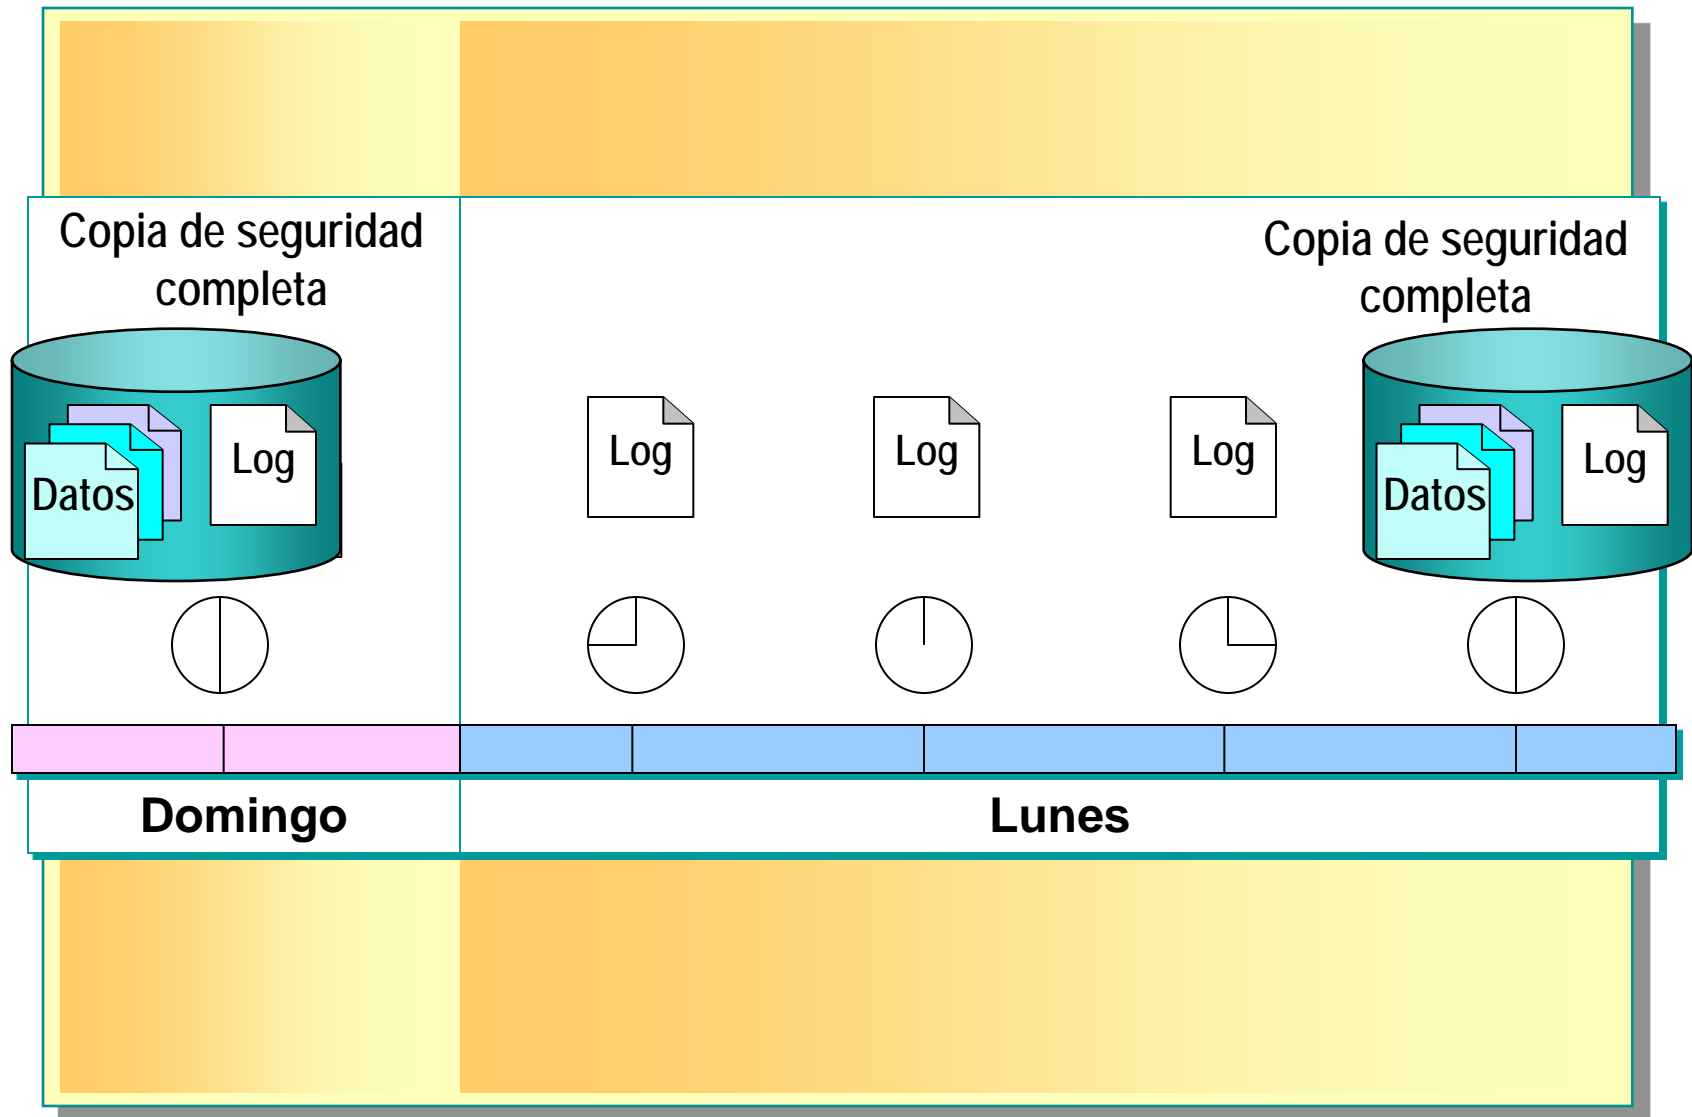 Copia de seguridad
completa
Copia de seguridad
completa
Log
Datos
Log
Log
Log
Log
Datos
Domingo
Lunes